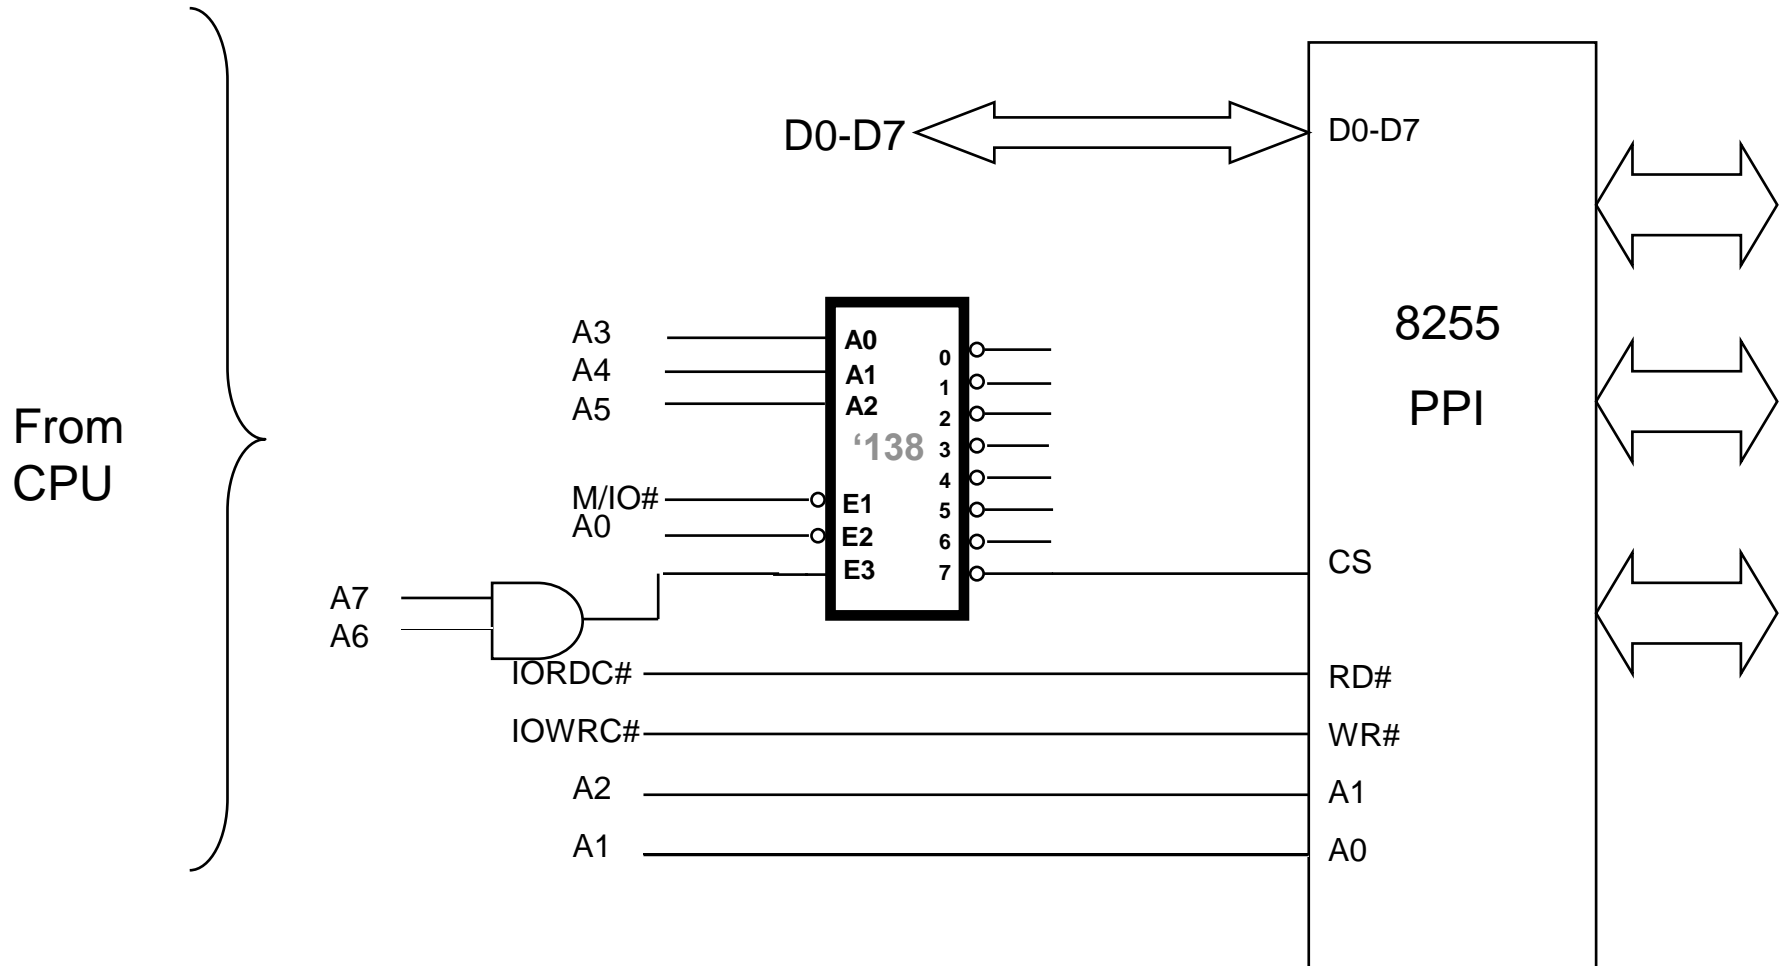 D0-D7
D0-D7
8255
PPI
From
CPU
A3
A4
A5
M/IO#
A0
A7
A6
A0
A1
A2
‘138
E1
E2
E3
0
1
2
3
4
5
6
7
CS
IORDC#
RD#
IOWRC#
WR#
A2
A1
A1
A0